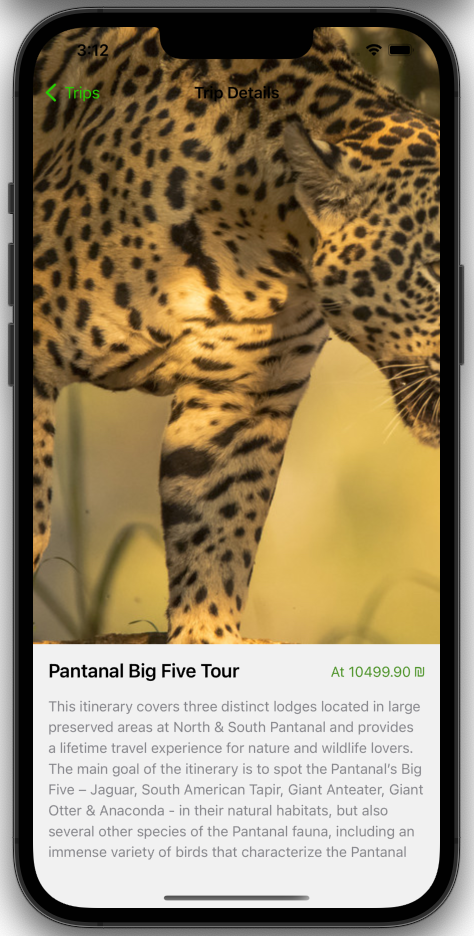 3:12
Trips
Trip Details
Pantanal Big Five Tour
At 10499.90 ₪
This itinerary covers three distinct lodges located in large
preserved areas at North & South Pantanal and provides
a lifetime travel experience for nature and wildlife lovers.
The main goal of the itinerary is to spot the Pantanal's Big
Five – Jaguar, South American Tapir, Giant Anteater, Giant
Otter & Anaconda - in their natural habitats, but also
several other species of the Pantanal fauna, including an
immense variety of birds that characterize the Pantanal